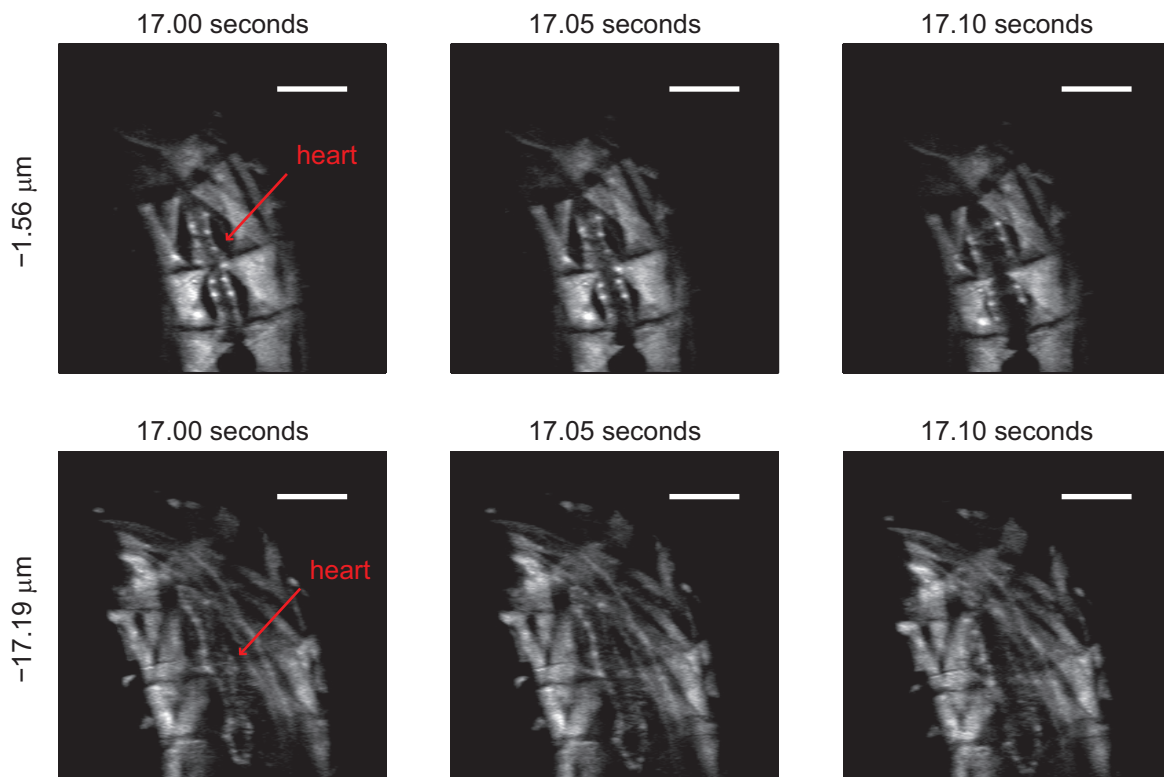 17.00 seconds
17.05 seconds
17.10 seconds
−1.56 μm
heart
17.00 seconds
17.05 seconds
17.10 seconds
−17.19 μm
heart